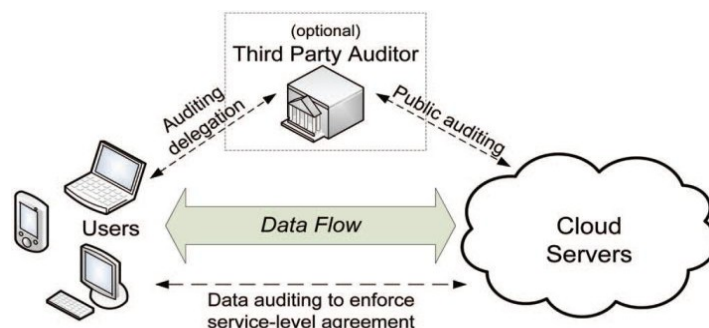 (optional)
Third Party Auditor
Auditing
delegation
Public auditing
Users
Data Flow
Cloud
Servers
Data auditing to enforce
service-level agreement